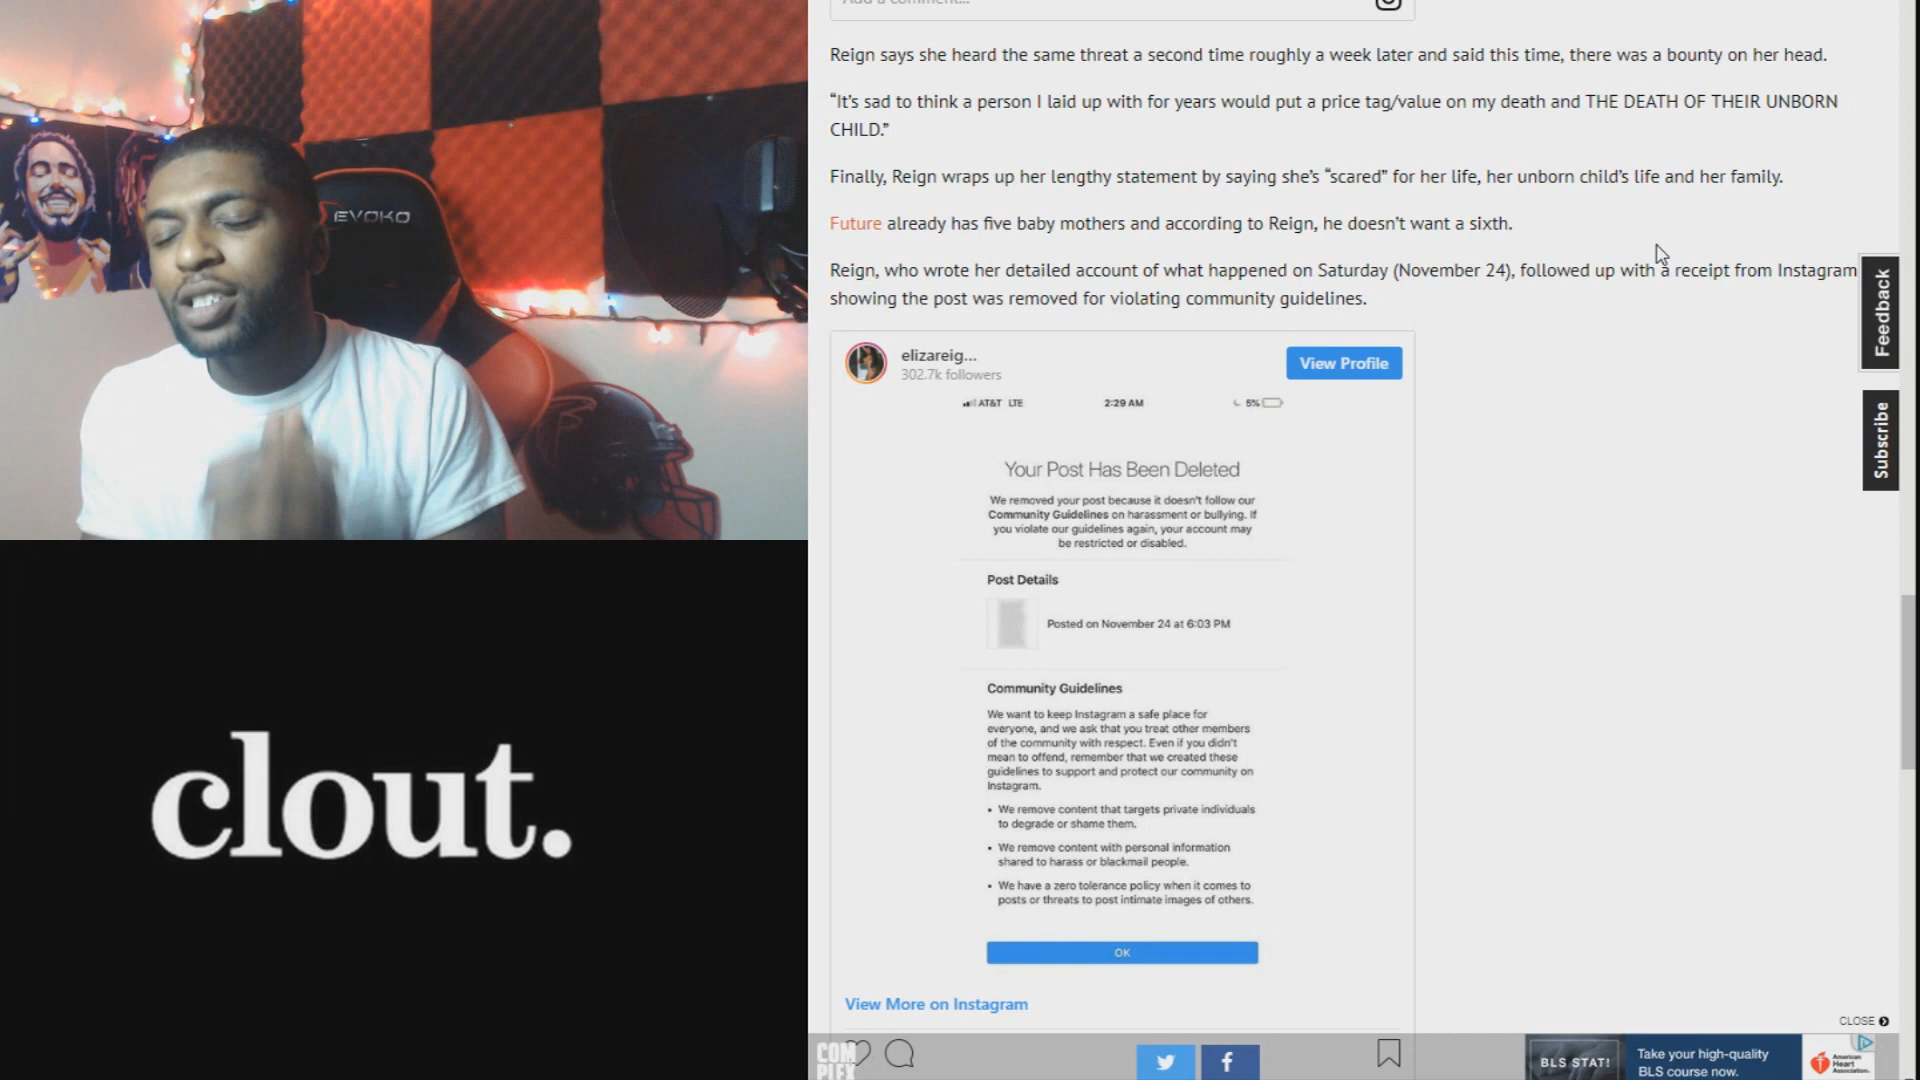 Add a comment...
Reign says she heard the same threat a second time roughly a week later and said this time, there was a bounty on her head.
“It’s sad to think a person I laid up with for years would put a price tag/value on my death and THE DEATH OF THEIR UNBORN
CHILD.”
Finally, Reign wraps up her lengthy statement by saying she’s “scared” for her life, her unborn child’s life and her family.
Future already has five baby mothers and according to Reign, he doesn’t want a sixth.
Reign, who wrote her detailed account of what happened on Saturday (November 24), followed up with a receipt from Instagram
showing the post was removed for violating community guidelines.
elizareig...
302.7k followers
View Profile
AT&T LTE
2:29 AM
5%
Your Post Has Been Deleted
We removed your post because it doesn't follow our
Community Guidelines on harassment or bullying. If
you violate our guidelines again, your account may
be restricted or disabled.
Post Details
Posted on November 24 at 6:03 PM
Community Guidelines
We want to keep Instagram a safe place for
everyone, and we ask that you treat other members
of the community with respect. Even if you didn't
mean to offend, remember that we created these
guidelines to support and protect our community on
Instagram.
• We remove content that targets private individuals
to degrade or shame them.
• We remove content with personal information
shared to harass or blackmail people.
• We have a zero tolerance policy when it comes to
posts or threats to post intimate images of others.
OK
View More on Instagram
Feedback
Subscribe
CLOSE
COM
PLEX
BLS STAT!
Take your high-quality
BLS course now.
American
Heart
Association.
EVOKO
clout.